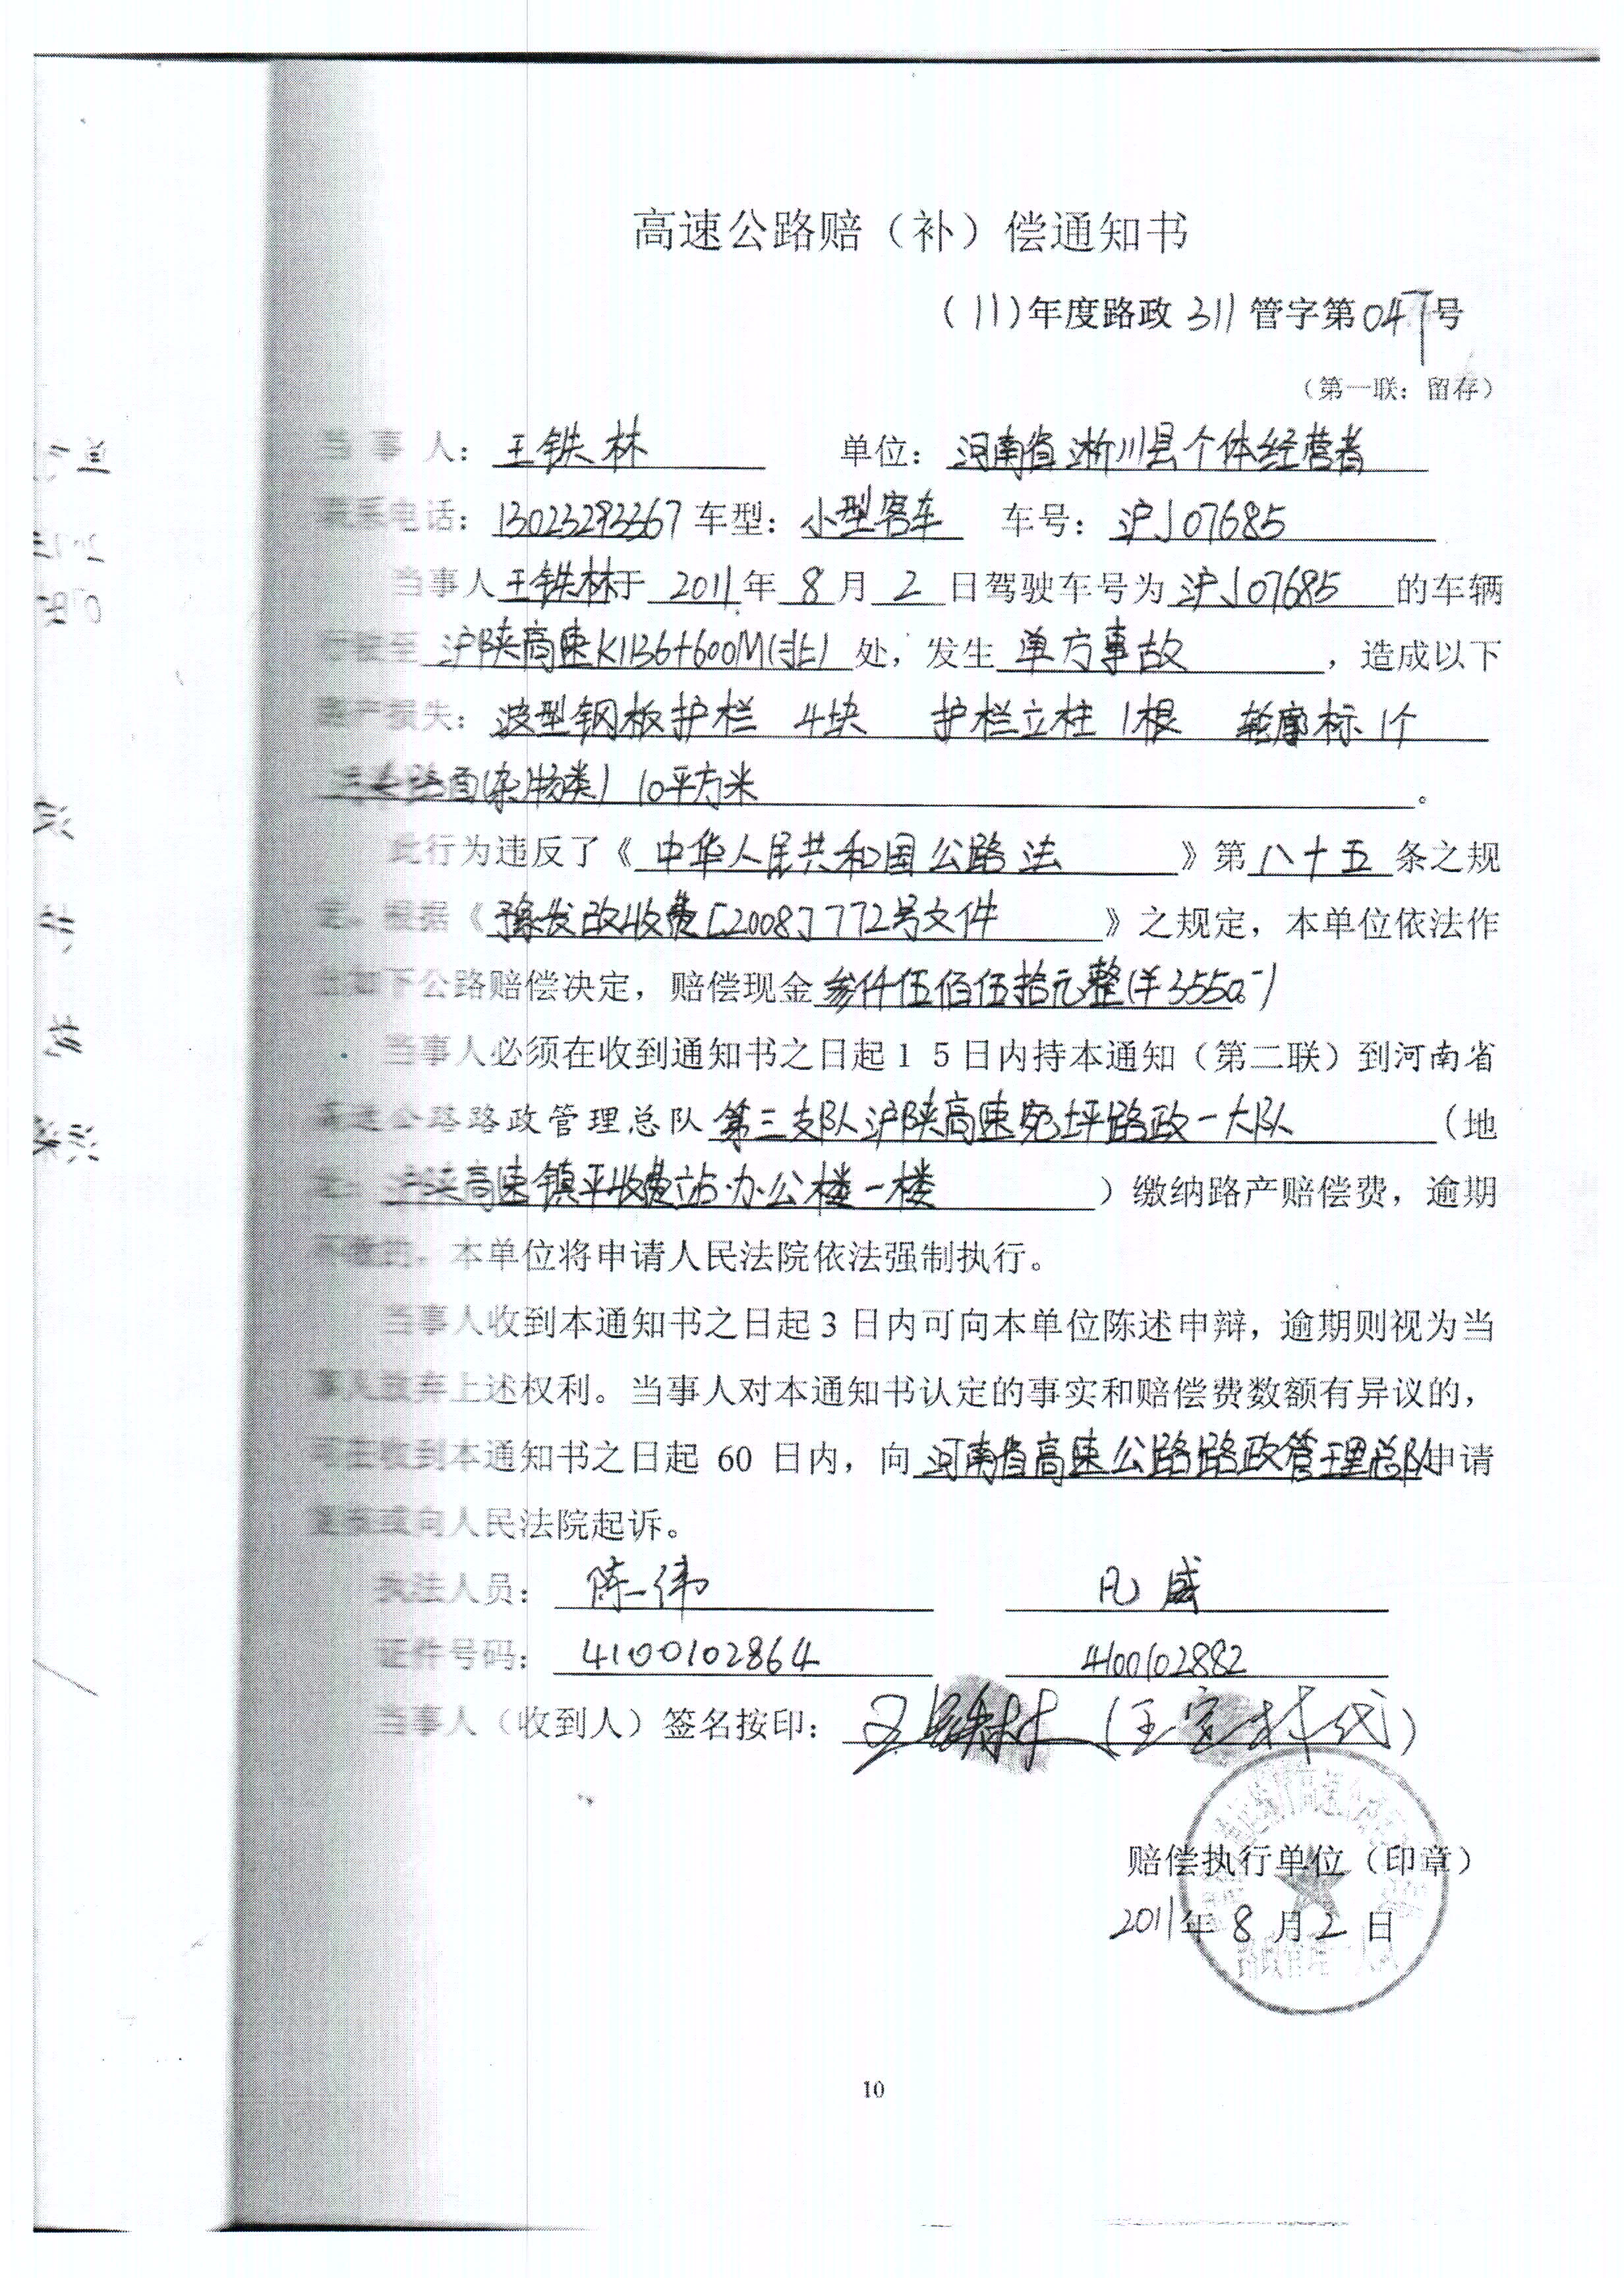 高速公路赔（补）偿通知书
（11）年度路政311管字第047号
（第一联：留存）
当事人：王铁林 单位：河南省淅川县个体经营者
联系电话：13023293367 车型：小型客车 车号：沪J07685
当事人王铁林于2011年8月2日驾驶车号为沪J07685的车辆
行驶至沪陕高速K1136+600M(北)处，发生单方事故，造成以下
路产损失：波型钢板护栏 4块 护栏立柱 1根 轮廓标 1个
路面(杂物类) 10平方米。
此行为违反了《中华人民共和国公路法》第八十五条之规
定。根据《豫发改收费[2008]772号文件》之规定，本单位依法作
出如下公路赔偿决定，赔偿现金叁仟伍佰伍拾元整(¥3550.-)
当事人必须在收到通知书之日起15日内持本通知（第二联）到河南省
高速公路路政管理总队第三支队沪陕高速宛坪路政一大队（地
址：沪陕高速镇平收费站办公楼一楼）缴纳路产赔偿费，逾期
不缴的，本单位将申请人民法院依法强制执行。
当事人收到本通知书之日起3日内可向本单位陈述申辩，逾期则视为当
事人放弃上述权利。当事人对本通知书认定的事实和赔偿费数额有异议的，
可在收到本通知书之日起60日内，向河南省高速公路路政管理总队申请
复核或向人民法院起诉。
执法人员：陈一伟 凡威
证件号码：4100102864 4100102882
当事人（收到人）签名按印：王铁林（王定林代）
赔偿执行单位（印章）
2011年8月2日
10